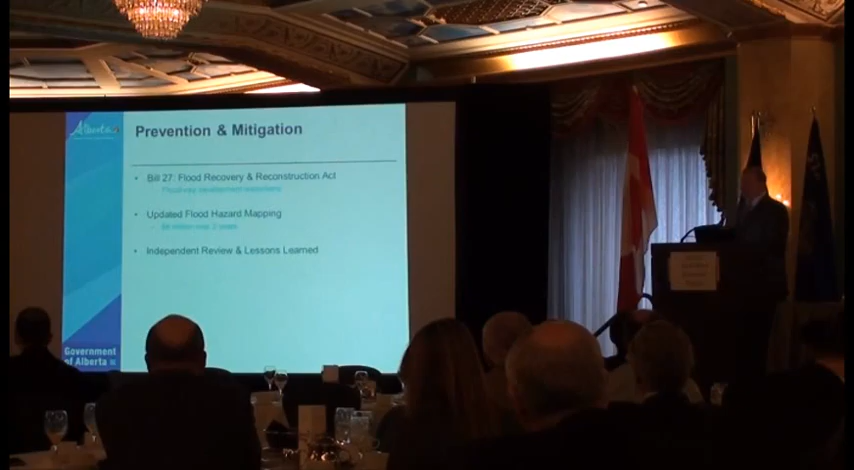 Alberta
Prevention & Mitigation
• Bill 27: Flood Recovery & Reconstruction Act
• Updated Flood Hazard Mapping
• Independent Review & Lessons Learned
Government
of Alberta